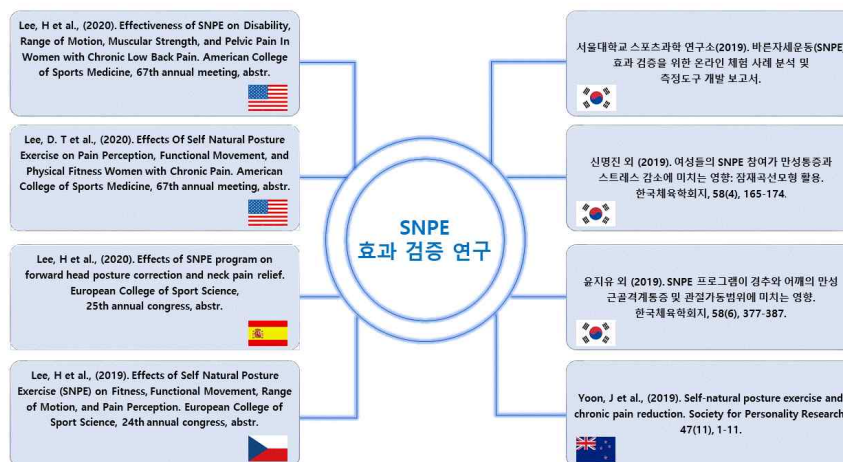 Lee, H et al., (2020). Effectiveness of SNPE on Disability,
Range of Motion, Muscular Strength, and Pelvic Pain In
Women with Chronic Low Back Pain. American College
of Sports Medicine, 67th annual meeting, abstr.
Lee, D. T et al., (2020). Effects Of Self Natural Posture
Exercise on Pain Perception, Functional Movement, and
Physical Fitness Women with Chronic Pain. American
College of Sports Medicine, 67th annual meeting, abstr.
Lee, H et al., (2020). Effects of SNPE program on
forward head posture correction and neck pain relief.
European College of Sport Science,
25th annual congress, abstr.
Lee, H et al., (2019). Effects of Self Natural Posture
Exercise (SNPE) on Fitness, Functional Movement, Range
of Motion, and Pain Perception. European College of
Sport Science, 24th annual congress, abstr.
SNPE
효과 검증 연구
서울대학교 스포츠과학 연구소(2019). 바른자세운동(SNPE)
효과 검증을 위한 온라인 체험 사례 분석 및
측정도구 개발 보고서.
신명진 외 (2019). 여성들의 SNPE 참여가 만성통증과
스트레스 감소에 미치는 영향: 잠재곡선모형 활용.
한국체육학회지, 58(4), 165-174.
윤지유 외 (2019). SNPE 프로그램이 경추와 어깨의 만성
근골격계통증 및 관절가동범위에 미치는 영향.
한국체육학회지, 58(6), 377-387.
Yoon, J et al., (2019). Self-natural posture exercise and
chronic pain reduction. Society for Personality Research,
47(11), 1-11.